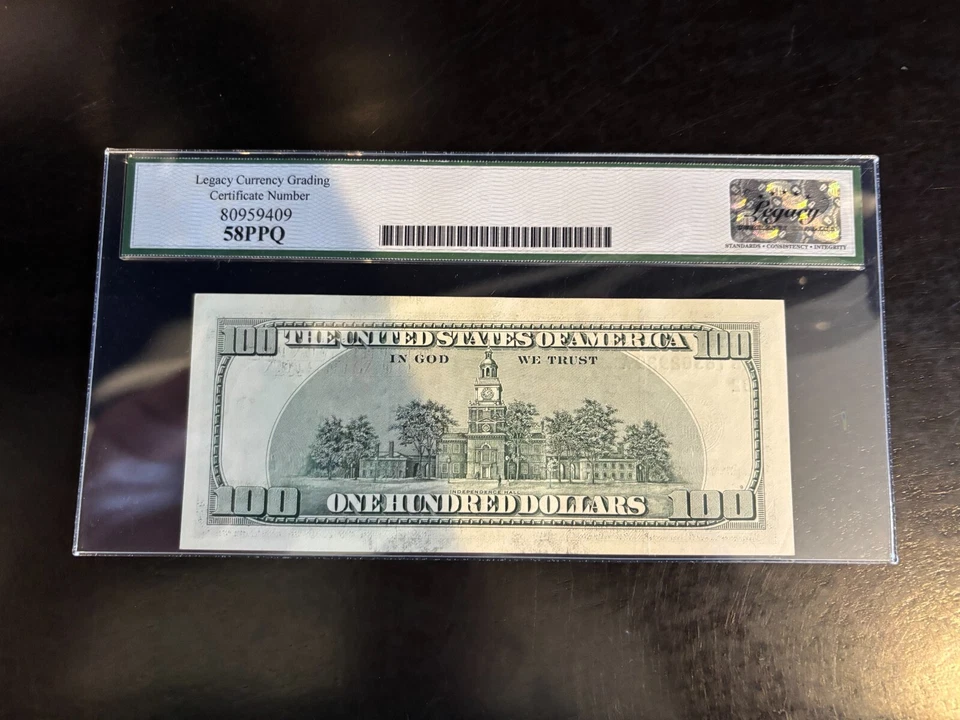 Legacy Currency Grading
Certificate Number
80959409
58PPQ
Legacy
STANDARDS • CONSISTENCY • INTEGRITY
100 THE UNITED STATES OF AMERICA 100
IN GOD WE TRUST
INDEPENDENCE HALL
100 ONE HUNDRED DOLLARS 100